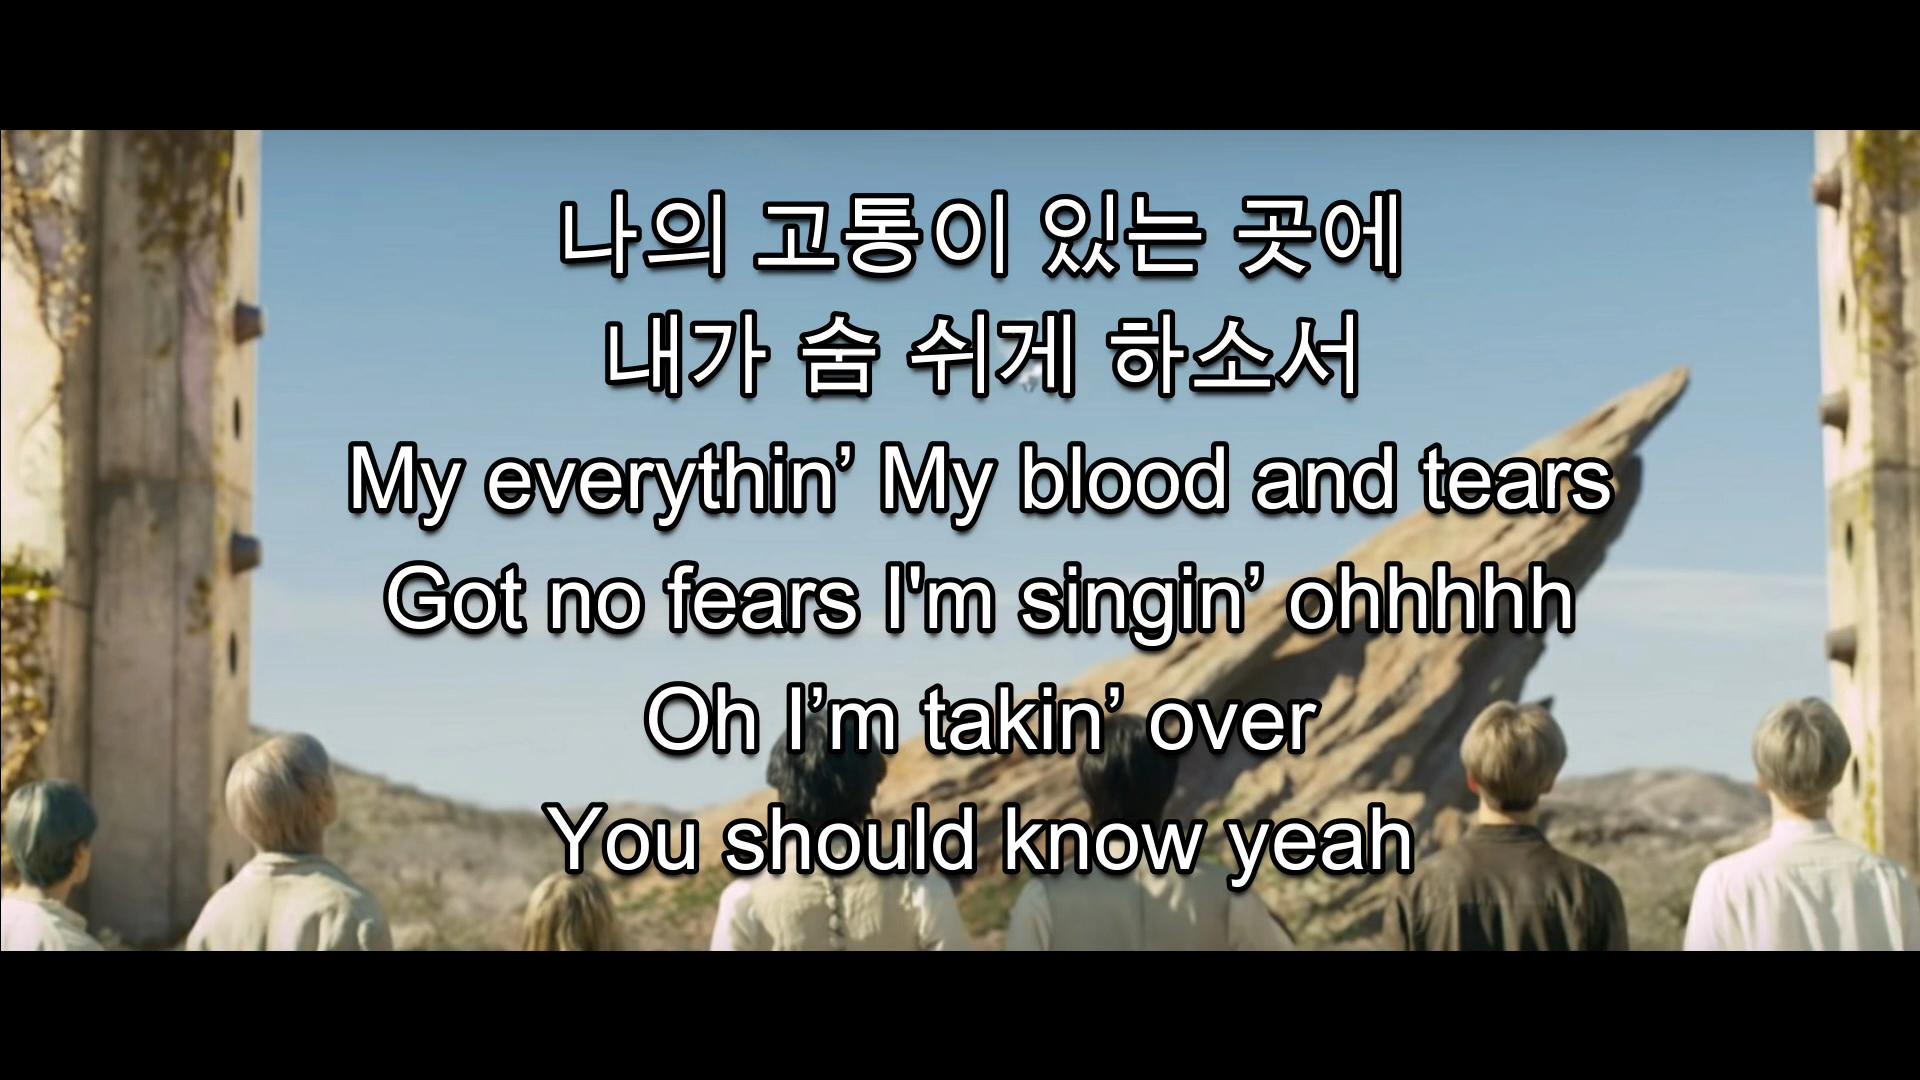 나의 고통이 있는 곳에
내가 숨 쉬게 하소서
My everythin’ My blood and tears
Got no fears I'm singin’ ohhhhh
Oh I’m takin’ over
You should know yeah